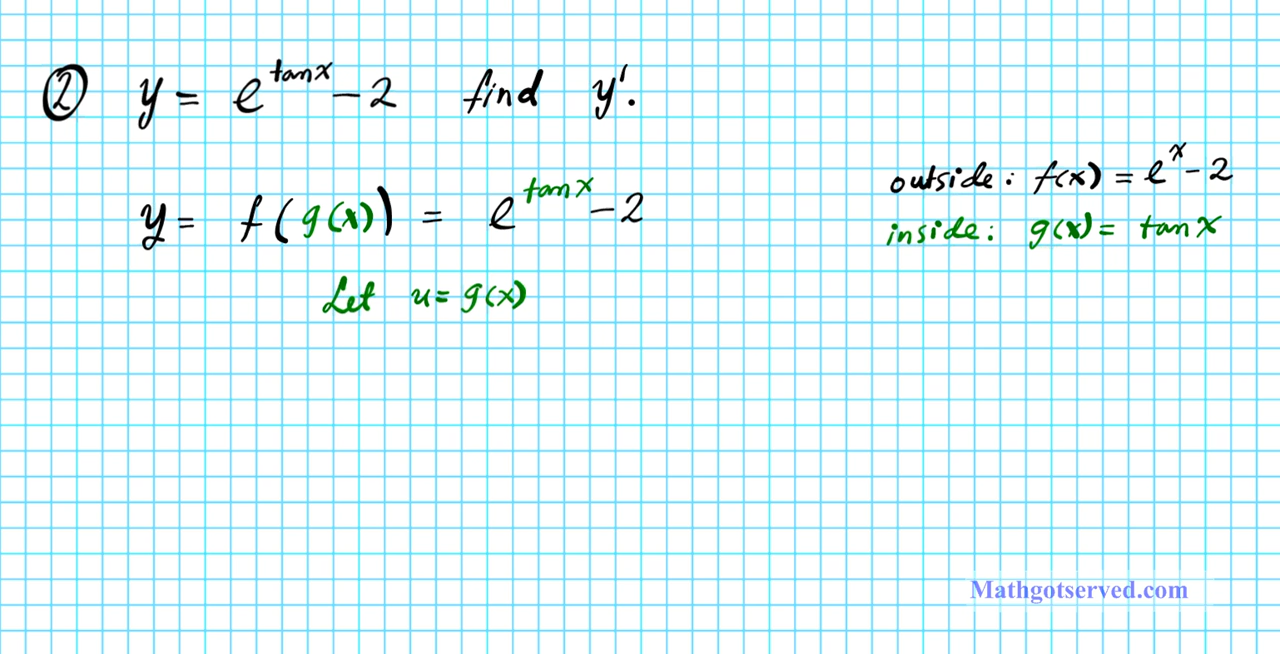 ② y = e^{tanx} - 2 find y'.
y = f(g(x)) = e^{tanx} - 2
Let u = g(x)
outside: f(x) = e^x - 2
inside: g(x) = tanx
Mathgotserved.com